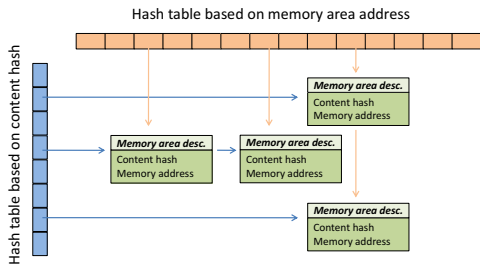 Hash table based on memory area address
Hash table based on content hash
Memory area desc.
Content hash
Memory address
Memory area desc.
Content hash
Memory address
Memory area desc.
Content hash
Memory address
Memory area desc.
Content hash
Memory address